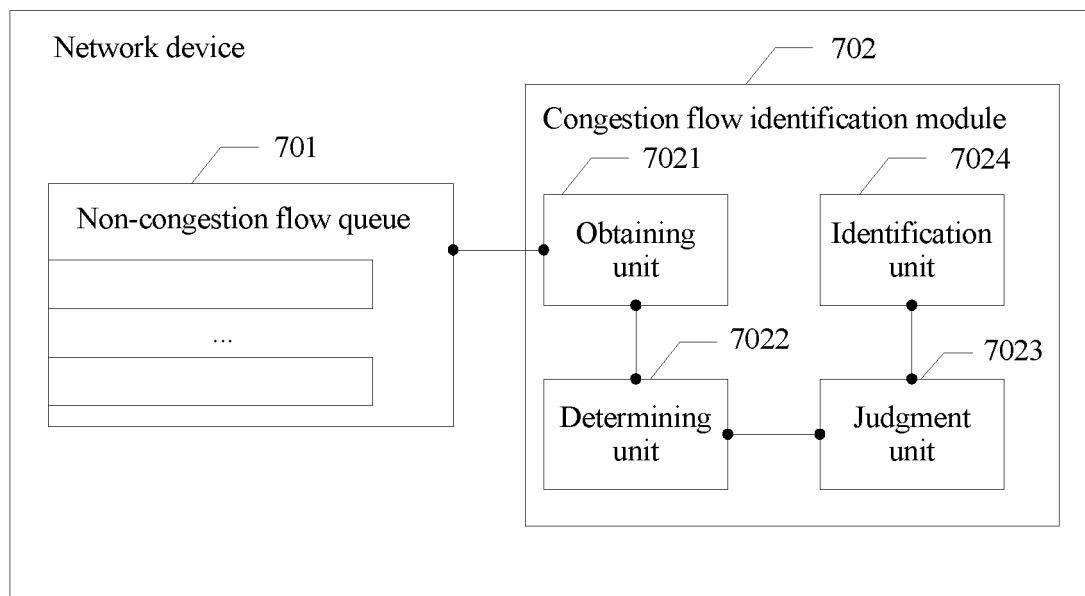 Network device
702
Congestion flow identification module
701
7021
7024
Non-congestion flow queue
Obtaining
unit
Identification
unit
...
7022
7023
Determining
unit
Judgment
unit